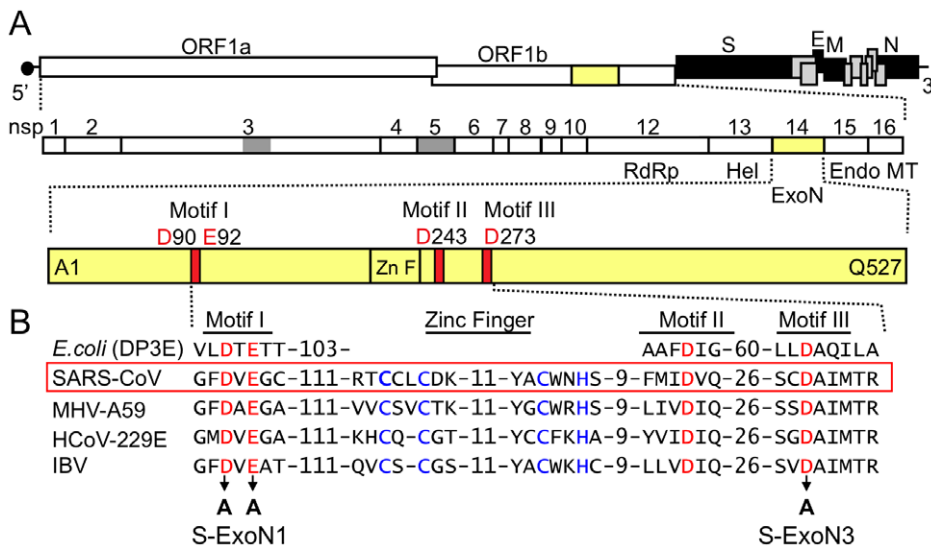 A
ORF1a
ORF1b
S
E
M
N
5’
3
nsp
1 2 3 4 5 6 7 8 9 10 12 13 14 15 16
RdRp Hel ExoN Endo MT
Motif I Motif II Motif III
D90 E92 D243 D273
A1 Zn F Q527
B
Motif I Zinc Finger Motif II Motif III
E.coli (DP3E) VLDTETT-103- AAFDIG-60-LLDAQILA
SARS-CoV GFDVEGC-111-RTCCLCDK-11-YACWNHS-9-FMIDVQ-26-SCDAIMTR
MHV-A59 GFDAEGA-111-VVCSVCTK-11-YGCWRHS-9-LIVDIQ-26-SSDAIMTR
HCoV-229E GMDVEGA-111-KHCQ-CGT-11-YCCFKHA-9-YVIDIQ-26-SGDAIMTR
IBV GFDVEAT-111-QVCS-CGS-11-YACWKHC-9-LLVDIQ-26-SVDAIMTR
A A A
S-ExoN1 S-ExoN3